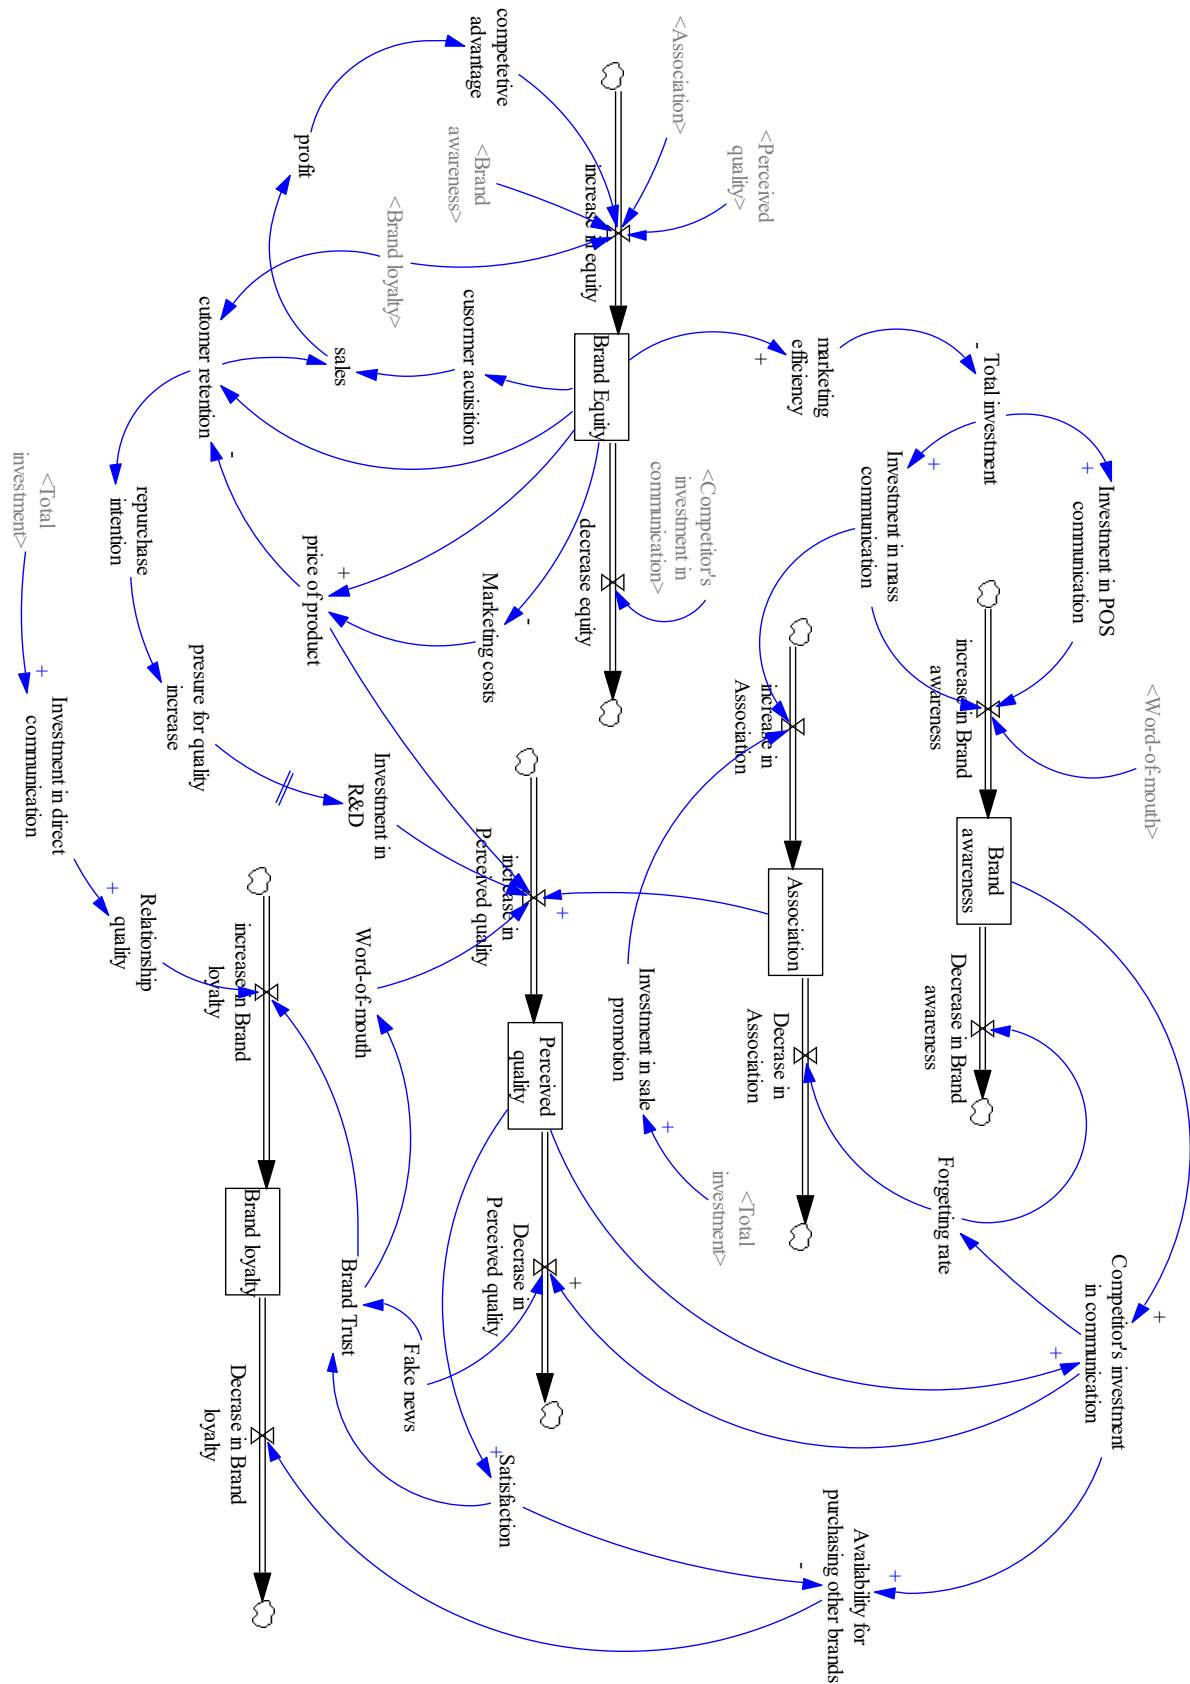 <Word-of-mouth>
Competitor's investment
in communication
Investment in POS
communication
Total investment
increase in Brand
awareness
Brand
awareness
Decrease in Brand
awareness
Forgetting rate
Investment in mass
communication
Availability for
purchasing other brands
marketing
efficiency
<Perceived
quality>
increase in
Association
Association
Decrase in
Association
<Total
investment>
<Association>
<Competitor's
investment in
communication>
Investment in sale
promotion
increase in equity
Brand Equity
decrease equity
increase in
Perceived quality
Perceived
quality
Decrase in
Perceived quality
competetive
advantage
<Brand
awareness>
cusormer acuisition
Marketing costs
Satisfaction
<Brand loyalty>
Investment in
R&D
Word-of-mouth
Fake news
Brand Trust
profit
sales
price of product
cutomer retention
increase in Brand
loyalty
Brand loyalty
Decrase in Brand
loyalty
repurchase
intention
presure for quality
increase
Relationship
quality
<Total
investment>
Investment in direct
communication
+
+
+
-
+
-
+
-
+
+
+
+
+
+
+
+
-
+
-